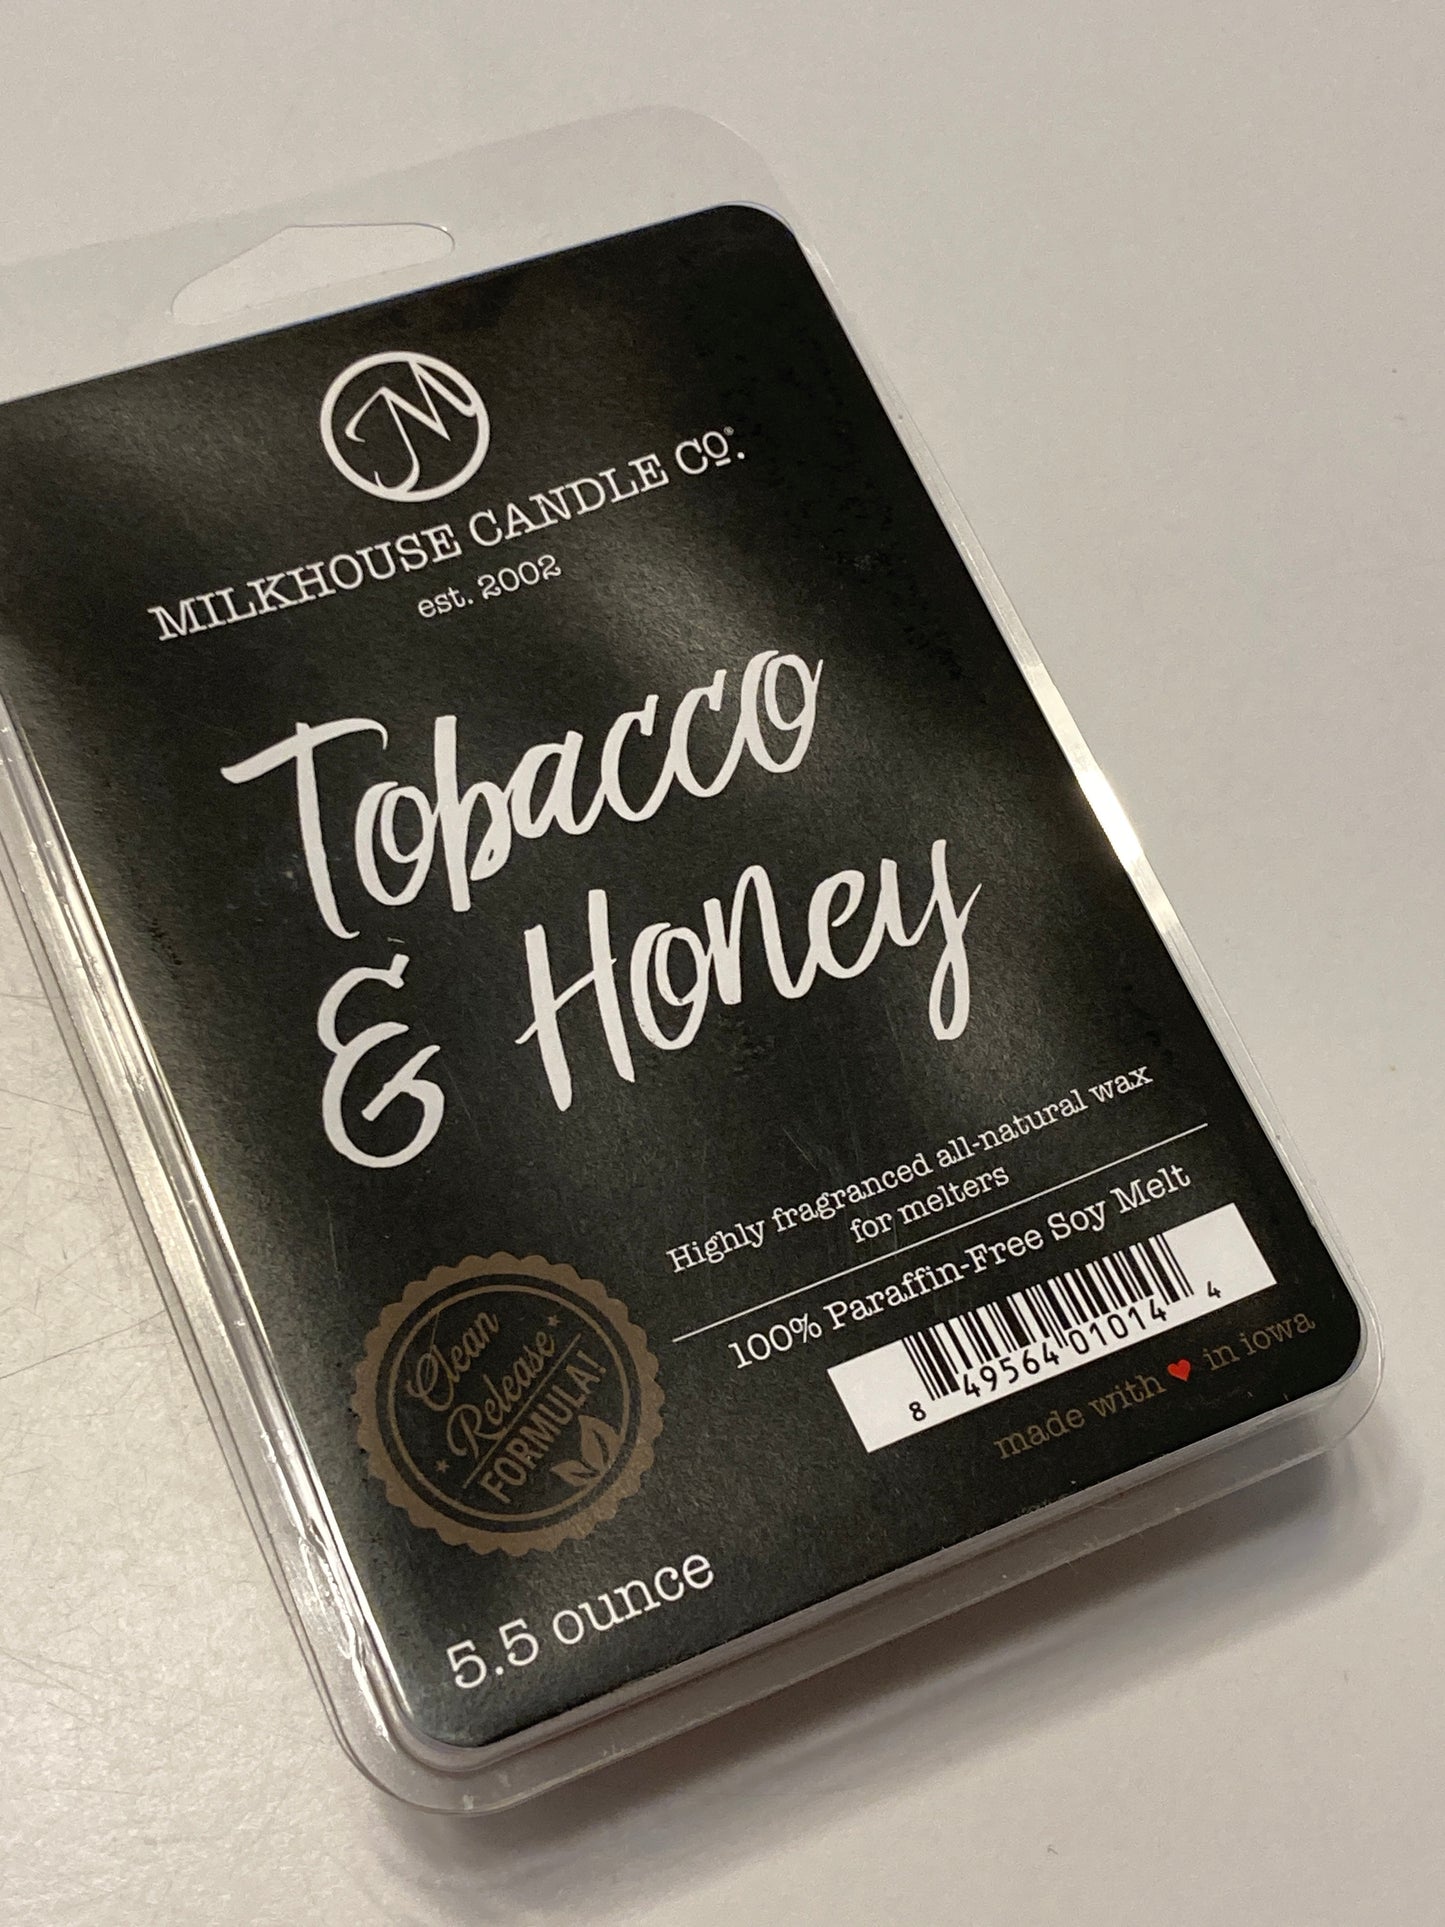 M
MILKHOUSE CANDLE Co®.
est. 2002
Tobacco
& Honey
Highly fragranced all-natural wax
for melters
100% Paraffin-Free Soy Melt
8 49564 01014 4
made with ♥ in iowa
Clean
Release
FORMULA!
5.5 ounce